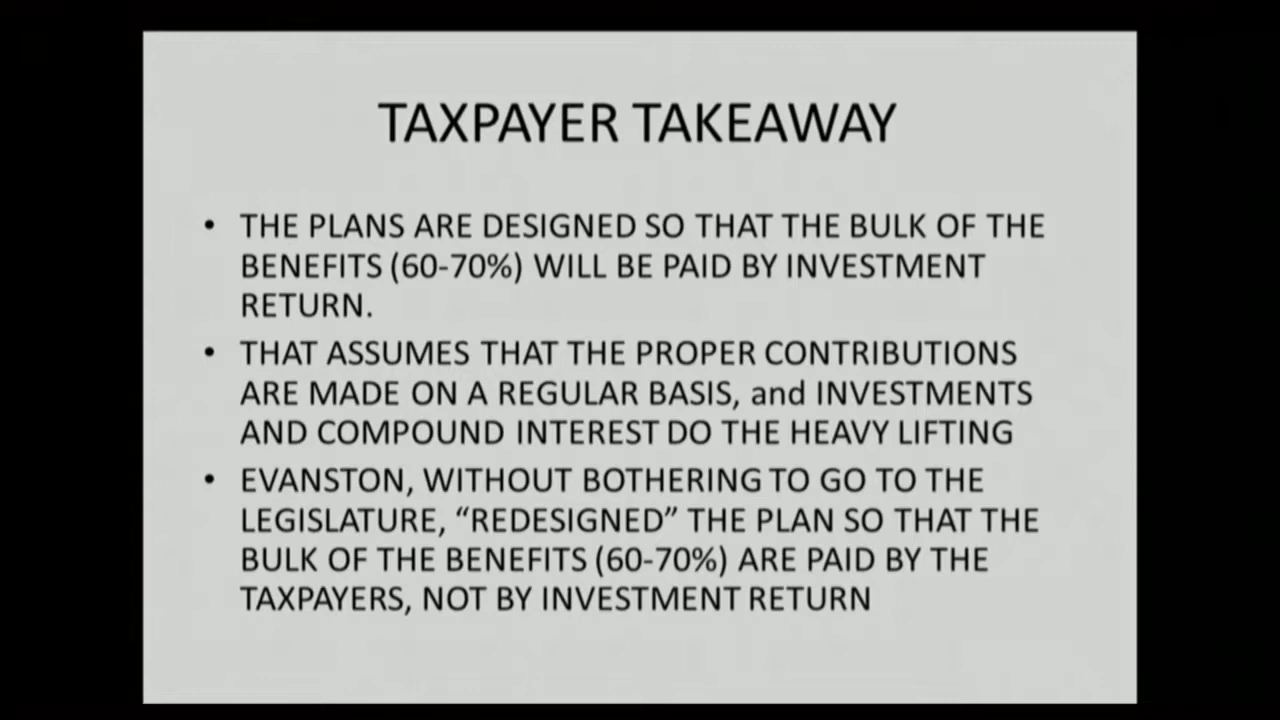 TAXPAYER TAKEAWAY
• THE PLANS ARE DESIGNED SO THAT THE BULK OF THE
BENEFITS (60-70%) WILL BE PAID BY INVESTMENT
RETURN.
• THAT ASSUMES THAT THE PROPER CONTRIBUTIONS
ARE MADE ON A REGULAR BASIS, and INVESTMENTS
AND COMPOUND INTEREST DO THE HEAVY LIFTING
• EVANSTON, WITHOUT BOTHERING TO GO TO THE
LEGISLATURE, “REDESIGNED” THE PLAN SO THAT THE
BULK OF THE BENEFITS (60-70%) ARE PAID BY THE
TAXPAYERS, NOT BY INVESTMENT RETURN